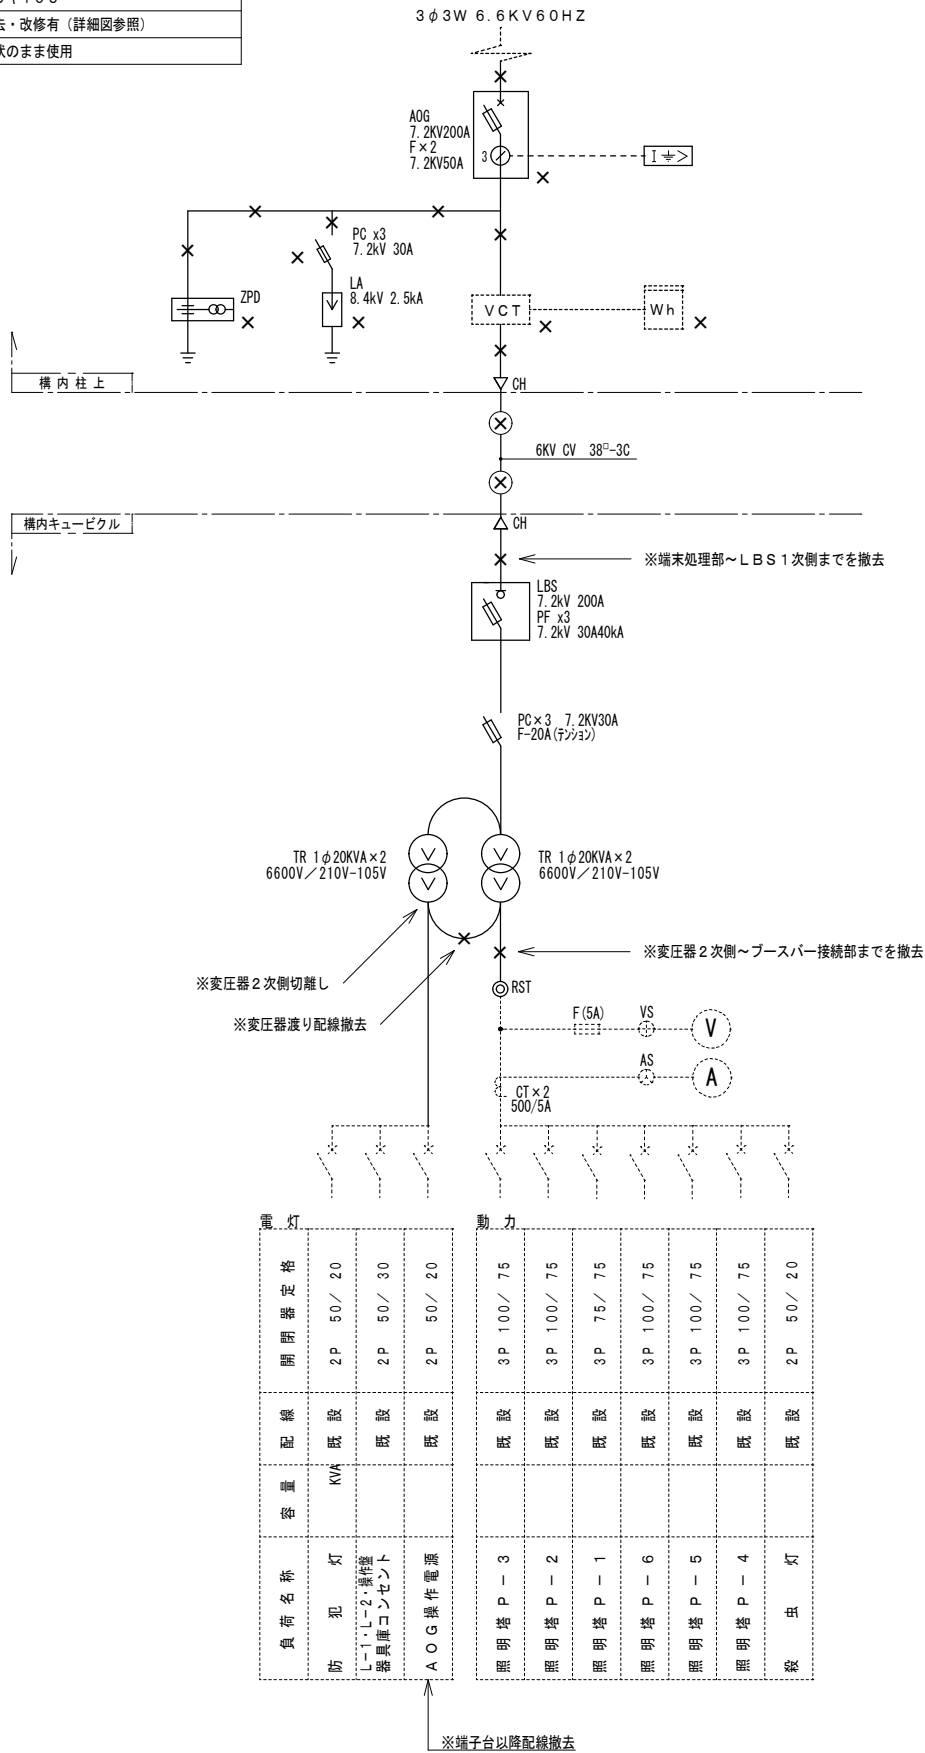 去・改修有（詳細図参照）
状のまま使用
3φ3W 6.6KV60HZ
AOG
7.2KV200A
F×2
7.2KV50A
3
I
PC x3
7.2kV 30A
ZPD
LA
8.4kV 2.5kA
VCT
Wh
構内柱上
CH
6KV CV 38□-3C
構内キュービクル
CH
※端末処理部～LBS1次側までを撤去
LBS
7.2kV 200A
PF x3
7.2kV 30A40kA
PC×3 7.2KV30A
F-20A(テンション)
TR 1φ20KVA×2
6600V／210V-105V
TR 1φ20KVA×2
6600V／210V-105V
※変圧器2次側～ブースバー接続部までを撤去
※変圧器2次側切離し
※変圧器渡り配線撤去
RST
F(5A)
VS
V
AS
A
CT×2
500/5A
電灯
開閉器定格
2P 50／20
2P 50／30
2P 50／20
配線
既設
既設
既設
容量
KVA
負荷名称
防犯灯
L-1・L-2・操作盤
器具庫コンセント
AOG操作電源
動力
3P 100／75
3P 100／75
3P 75／75
3P 100／75
3P 100／75
3P 100／75
2P 50／20
既設
既設
既設
既設
既設
既設
既設
照明塔P－3
照明塔P－2
照明塔P－1
照明塔P－6
照明塔P－5
照明塔P－4
殺虫灯
※端子台以降配線撤去